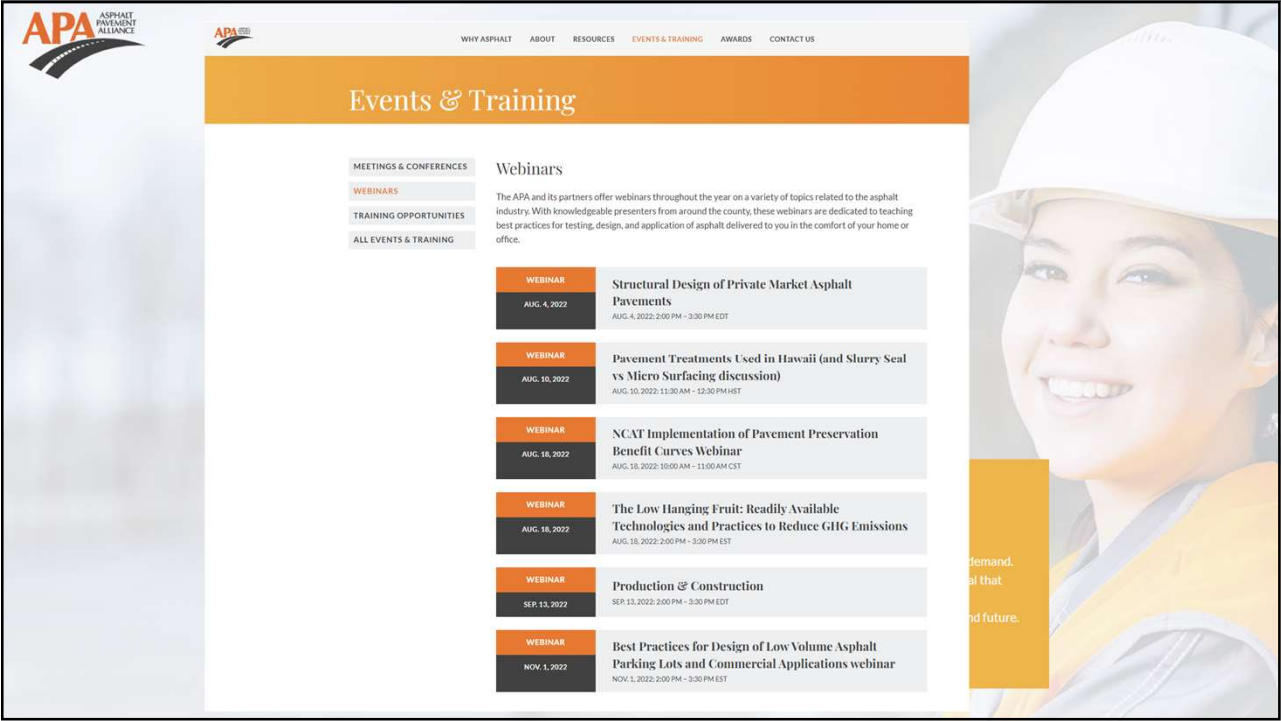 APA ASPHALT
PAVEMENT
ALLIANCE
APA
WHY ASPHALT ABOUT RESOURCES EVENTS & TRAINING AWARDS CONTACT US
Events & Training
MEETINGS & CONFERENCES
WEBINARS
TRAINING OPPORTUNITIES
ALL EVENTS & TRAINING
Webinars
The APA and its partners offer webinars throughout the year on a variety of topics related to the asphalt
industry. With knowledgeable presenters from around the county, these webinars are dedicated to teaching
best practices for testing, design, and application of asphalt delivered to you in the comfort of your home or
office.
WEBINAR
AUG. 4, 2022
Structural Design of Private Market Asphalt
Pavements
AUG. 4, 2022; 2:00 PM – 3:30 PM EDT
WEBINAR
AUG. 10, 2022
Pavement Treatments Used in Hawaii (and Slurry Seal
vs Micro Surfacing discussion)
AUG. 10, 2022; 11:30 AM – 12:30 PM HST
WEBINAR
AUG. 18, 2022
NCAT Implementation of Pavement Preservation
Benefit Curves Webinar
AUG. 18, 2022; 10:00 AM – 11:00 AM CST
WEBINAR
AUG. 18, 2022
The Low Hanging Fruit: Readily Available
Technologies and Practices to Reduce GHG Emissions
AUG. 18, 2022; 2:00 PM – 3:30 PM EST
WEBINAR
SEP. 13, 2022
Production & Construction
SEP. 13, 2022; 2:00 PM – 3:30 PM EDT
WEBINAR
NOV. 1, 2022
Best Practices for Design of Low Volume Asphalt
Parking Lots and Commercial Applications webinar
NOV. 1, 2022; 2:00 PM – 3:30 PM EST
demand.
al that
nd future.